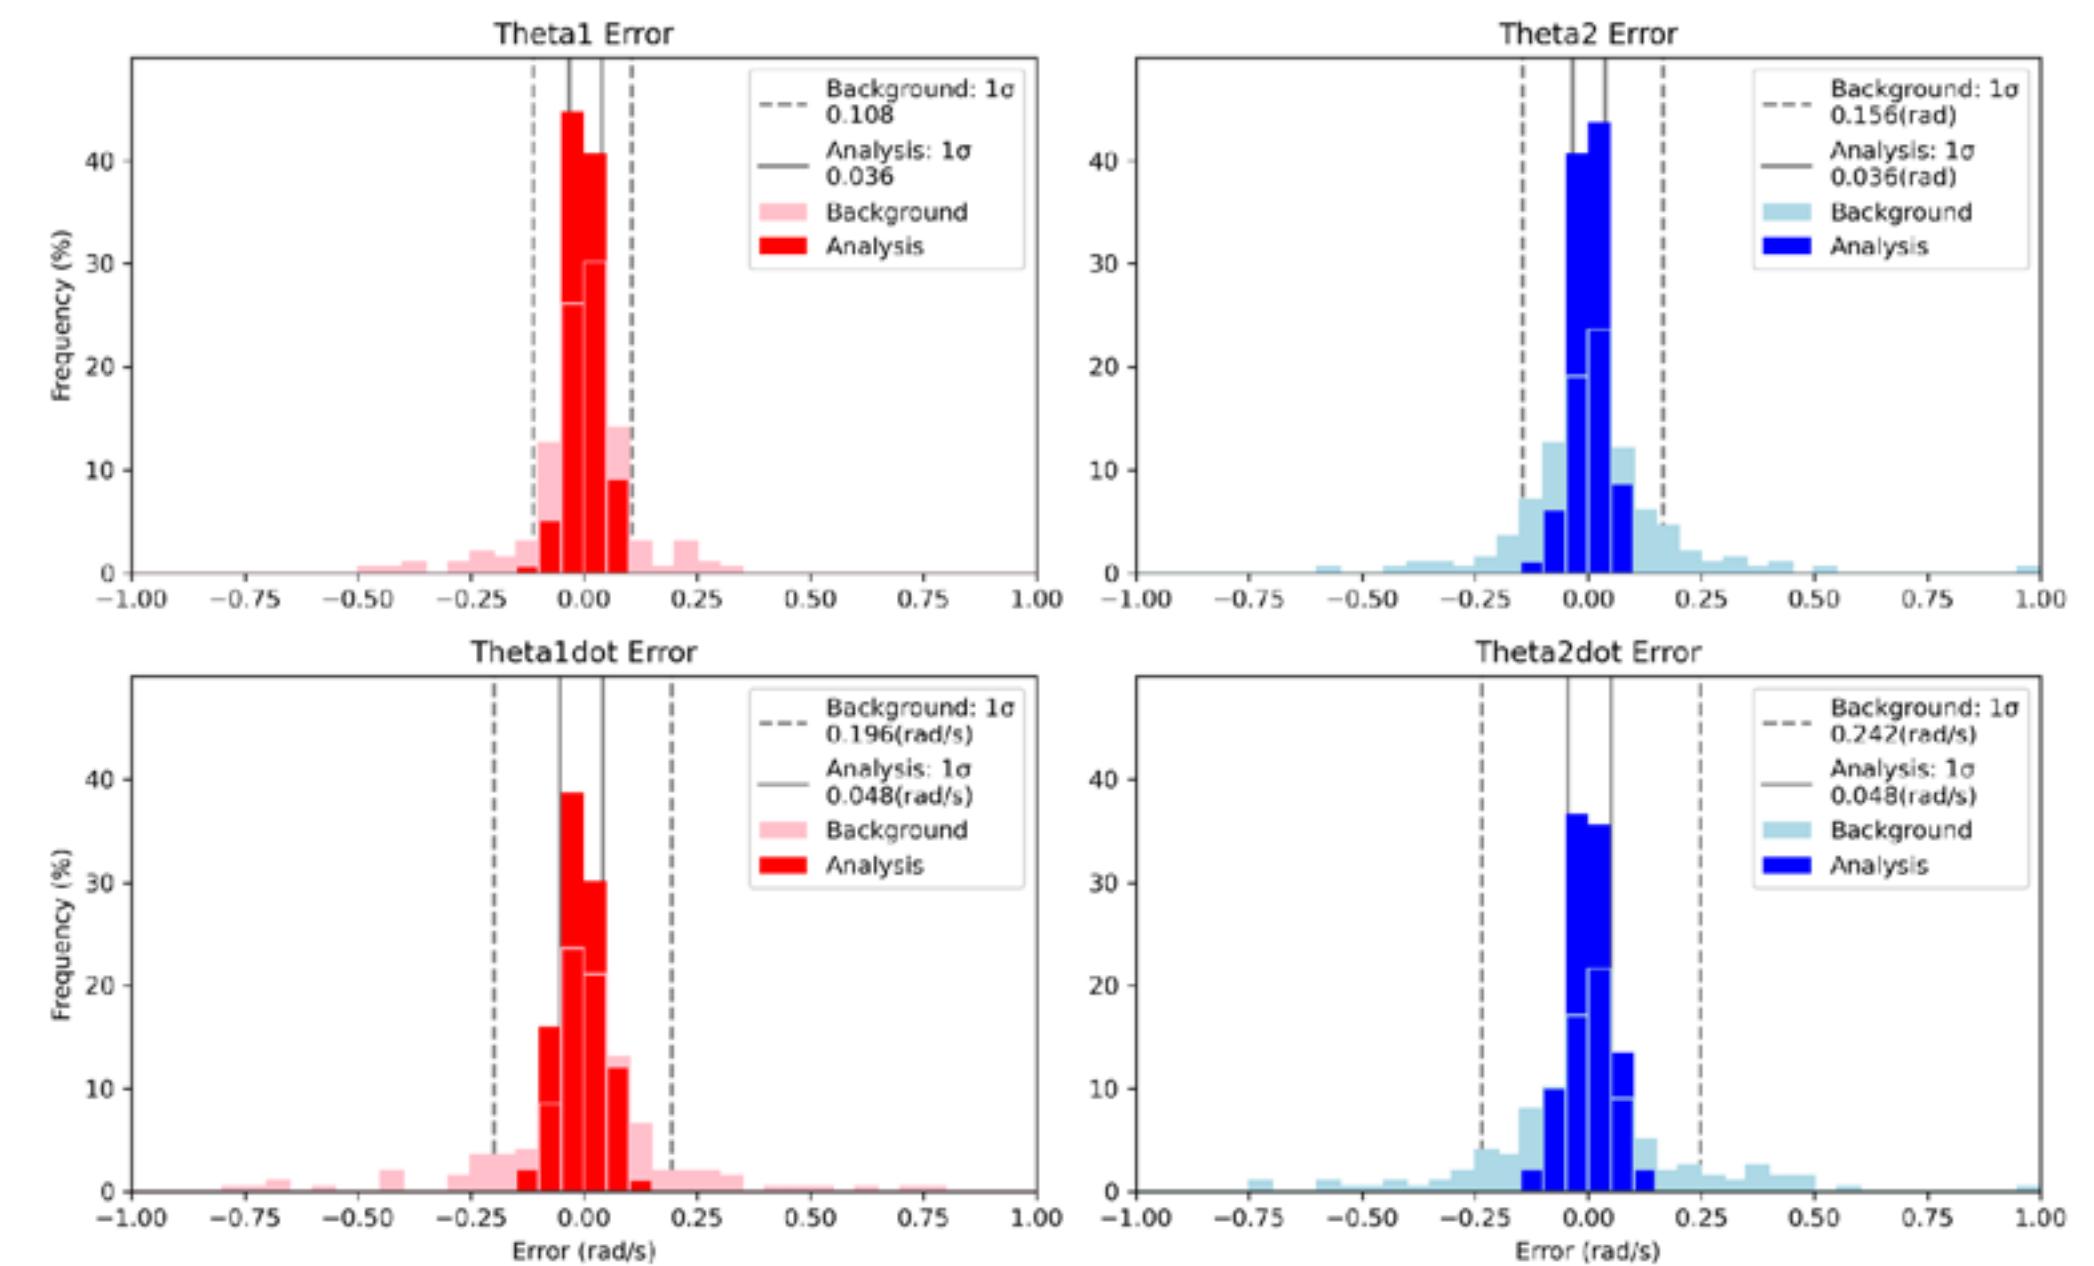 Theta1 Error
Background: 1σ
0.108
Analysis: 1σ
0.036
Background
Analysis
Frequency (%)
40
30
20
10
0
−1.00 −0.75 −0.50 −0.25 0.00 0.25 0.50 0.75 1.00
Theta2 Error
Background: 1σ
0.156(rad)
Analysis: 1σ
0.036(rad)
Background
Analysis
40
30
20
10
0
−1.00 −0.75 −0.50 −0.25 0.00 0.25 0.50 0.75 1.00
Theta1dot Error
Background: 1σ
0.196(rad/s)
Analysis: 1σ
0.048(rad/s)
Background
Analysis
Frequency (%)
40
30
20
10
0
−1.00 −0.75 −0.50 −0.25 0.00 0.25 0.50 0.75 1.00
Error (rad/s)
Theta2dot Error
Background: 1σ
0.242(rad/s)
Analysis: 1σ
0.048(rad/s)
Background
Analysis
40
30
20
10
0
−1.00 −0.75 −0.50 −0.25 0.00 0.25 0.50 0.75 1.00
Error (rad/s)